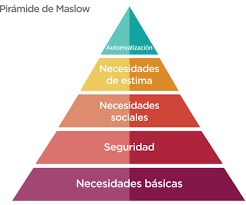 Pirámide de Maslow
Autorrealización
Necesidades
de estima
Necesidades
sociales
Seguridad
Necesidades básicas